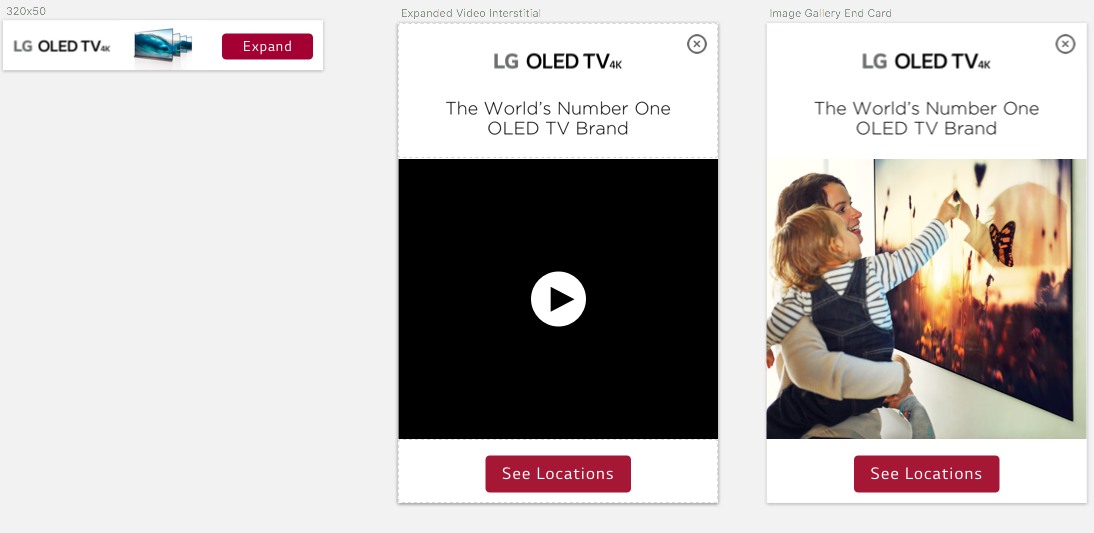 320x50
LG OLED TV4K
Expand
Expanded Video Interstitial
LG OLED TV4K
The World's Number One
OLED TV Brand
See Locations
Image Gallery End Card
LG OLED TV4K
The World's Number One
OLED TV Brand
See Locations